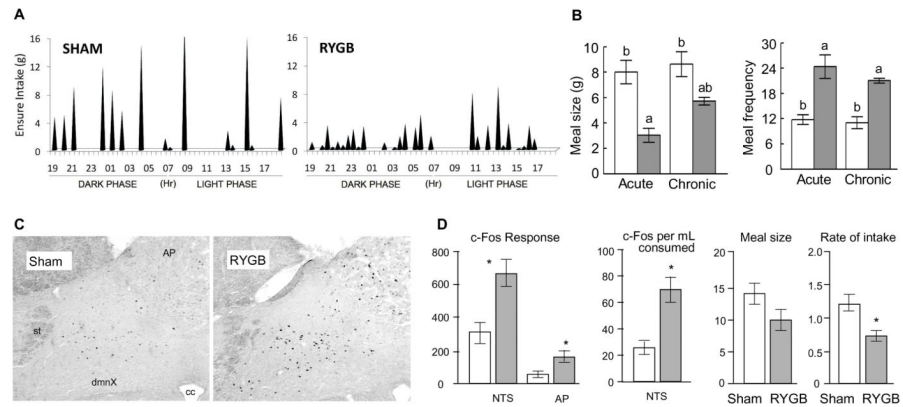 A
SHAM
RYGB
Ensure Intake (g)
16
12
8
4
0
19 21 23 01 03 05 07 09 11 13 15 17
DARK PHASE (Hr) LIGHT PHASE
16
12
8
4
0
19 21 23 01 03 05 07 09 11 13 15 17
DARK PHASE (Hr) LIGHT PHASE
B
Meal size (g)
10
8
6
4
2
0
b
a
b
ab
Acute Chronic
Meal frequency
30
24
18
12
6
0
b
a
b
a
Acute Chronic
C
Sham
AP
st
dmnX
RYGB
cc
D
c-Fos Response
800
600
400
200
0
*
*
NTS AP
c-Fos per mL
consumed
100
80
60
40
20
0
*
NTS
Meal size
20
15
10
5
0
Sham RYGB
Rate of intake
2.0
1.5
1.0
0.5
0
*
Sham RYGB